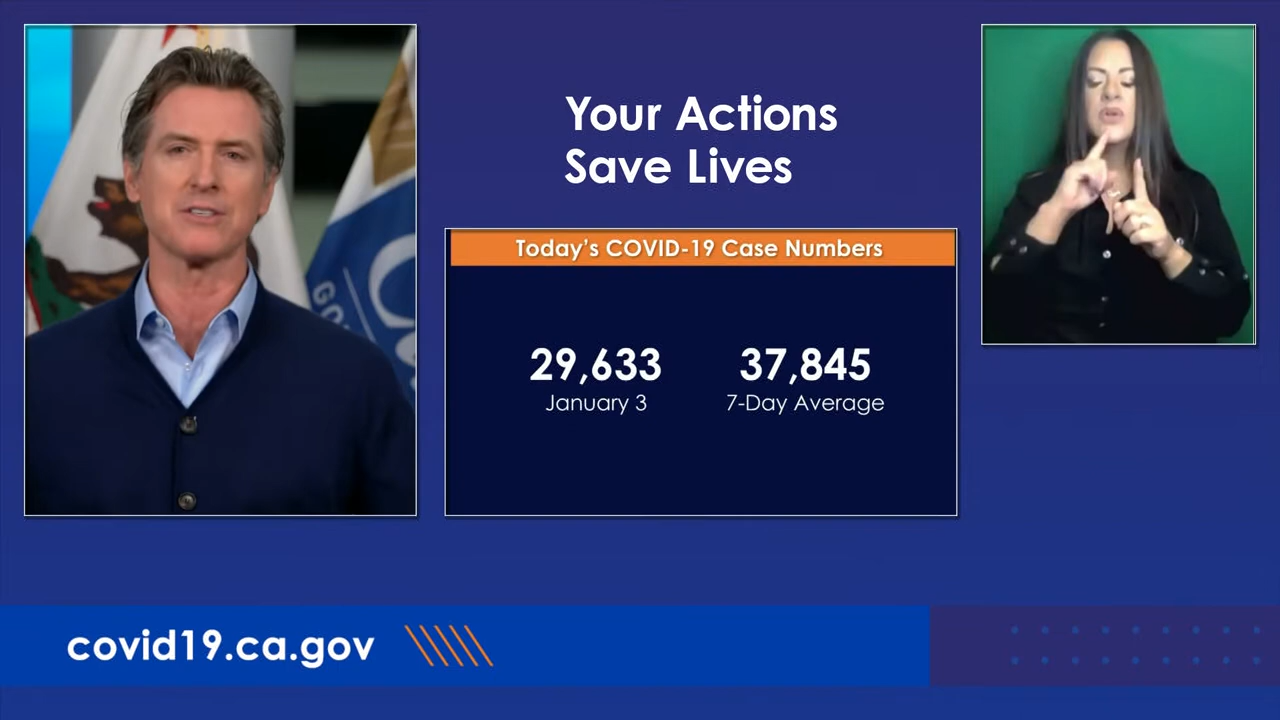 Your Actions
Save Lives
Today's COVID-19 Case Numbers
29,633
January 3
37,845
7-Day Average
covid19.ca.gov